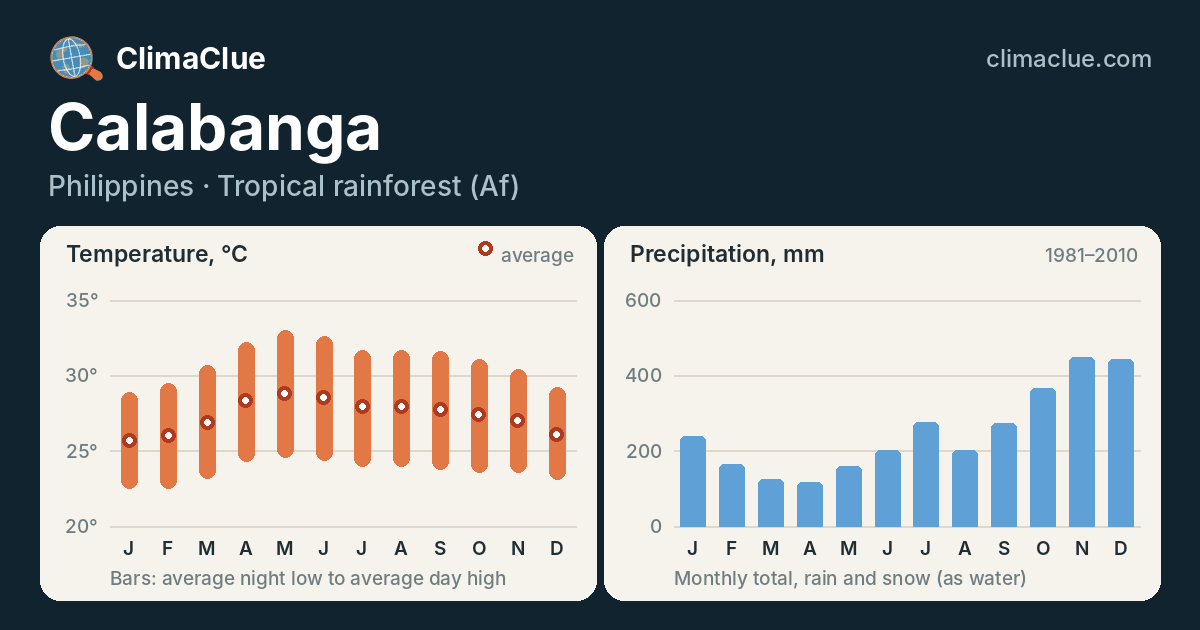 ClimaClue
climaclue.com
Calabanga
Philippines · Tropical rainforest (Af)
Temperature, °C
average
35°
30°
25°
20°
J F M A M J J A S O N D
Bars: average night low to average day high
Precipitation, mm
1981–2010
600
400
200
0
J F M A M J J A S O N D
Monthly total, rain and snow (as water)